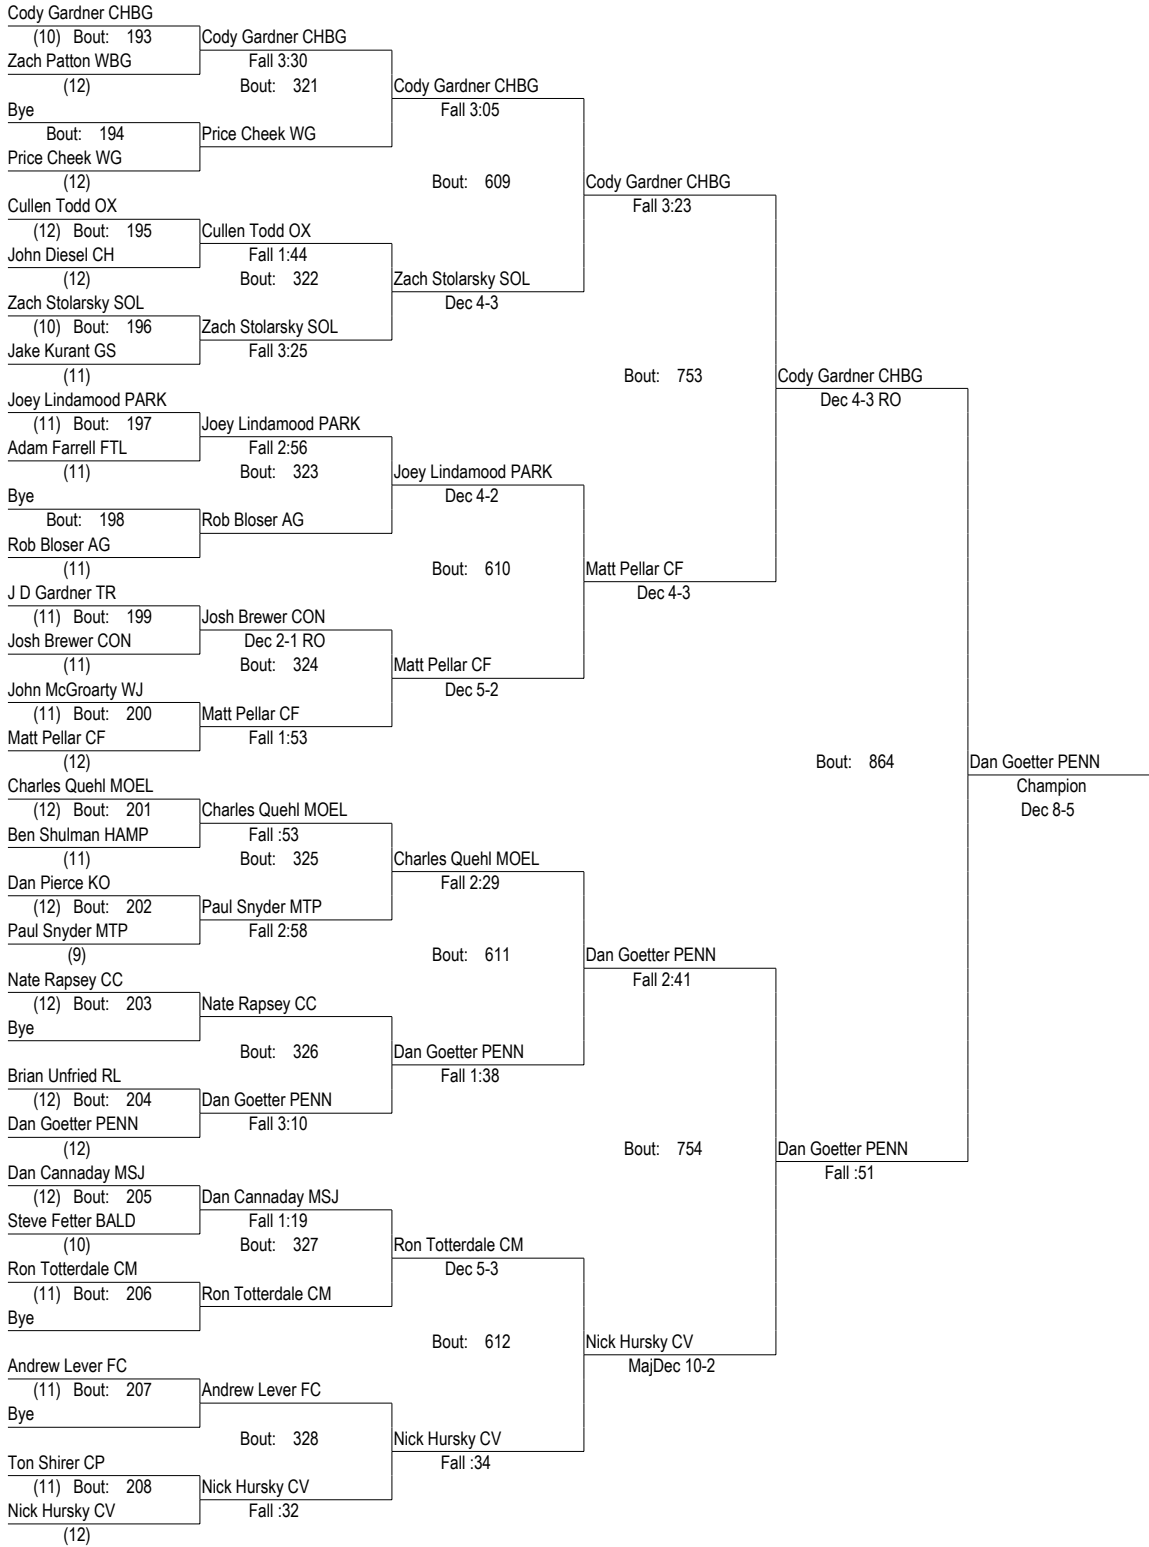 Cody Gardner CHBG
(10) Bout: 193
Cody Gardner CHBG
Zach Patton WBG
Fall 3:30
(12)
Bout: 321
Cody Gardner CHBG
Bye
Fall 3:05
Bout: 194
Price Cheek WG
Price Cheek WG
(12)
Bout: 609
Cody Gardner CHBG
Cullen Todd OX
Fall 3:23
(12) Bout: 195
Cullen Todd OX
John Diesel CH
Fall 1:44
(12)
Bout: 322
Zach Stolarsky SOL
Zach Stolarsky SOL
Dec 4-3
(10) Bout: 196
Zach Stolarsky SOL
Jake Kurant GS
Fall 3:25
(11)
Bout: 753
Cody Gardner CHBG
Joey Lindamood PARK
Dec 4-3 RO
(11) Bout: 197
Joey Lindamood PARK
Adam Farrell FTL
Fall 2:56
(11)
Bout: 323
Joey Lindamood PARK
Bye
Dec 4-2
Bout: 198
Rob Bloser AG
Rob Bloser AG
(11)
Bout: 610
Matt Pellar CF
J D Gardner TR
Dec 4-3
(11) Bout: 199
Josh Brewer CON
Josh Brewer CON
Dec 2-1 RO
(11)
Bout: 324
Matt Pellar CF
John McGroarty WJ
Dec 5-2
(11) Bout: 200
Matt Pellar CF
Matt Pellar CF
Fall 1:53
(12)
Bout: 864
Dan Goetter PENN
Charles Quehl MOEL
Champion
(12) Bout: 201
Charles Quehl MOEL
Dec 8-5
Ben Shulman HAMP
Fall :53
(11)
Bout: 325
Charles Quehl MOEL
Dan Pierce KO
Fall 2:29
(12) Bout: 202
Paul Snyder MTP
Paul Snyder MTP
Fall 2:58
(9)
Bout: 611
Dan Goetter PENN
Nate Rapsey CC
Fall 2:41
(12) Bout: 203
Nate Rapsey CC
Bye
Bout: 326
Dan Goetter PENN
Brian Unfried RL
Fall 1:38
(12) Bout: 204
Dan Goetter PENN
Dan Goetter PENN
Fall 3:10
(12)
Bout: 754
Dan Goetter PENN
Dan Cannaday MSJ
Fall :51
(12) Bout: 205
Dan Cannaday MSJ
Steve Fetter BALD
Fall 1:19
(10)
Bout: 327
Ron Totterdale CM
Ron Totterdale CM
Dec 5-3
(11) Bout: 206
Ron Totterdale CM
Bye
Bout: 612
Nick Hursky CV
Andrew Lever FC
MajDec 10-2
(11) Bout: 207
Andrew Lever FC
Bye
Bout: 328
Nick Hursky CV
Ton Shirer CP
Fall :34
(11) Bout: 208
Nick Hursky CV
Nick Hursky CV
Fall :32
(12)